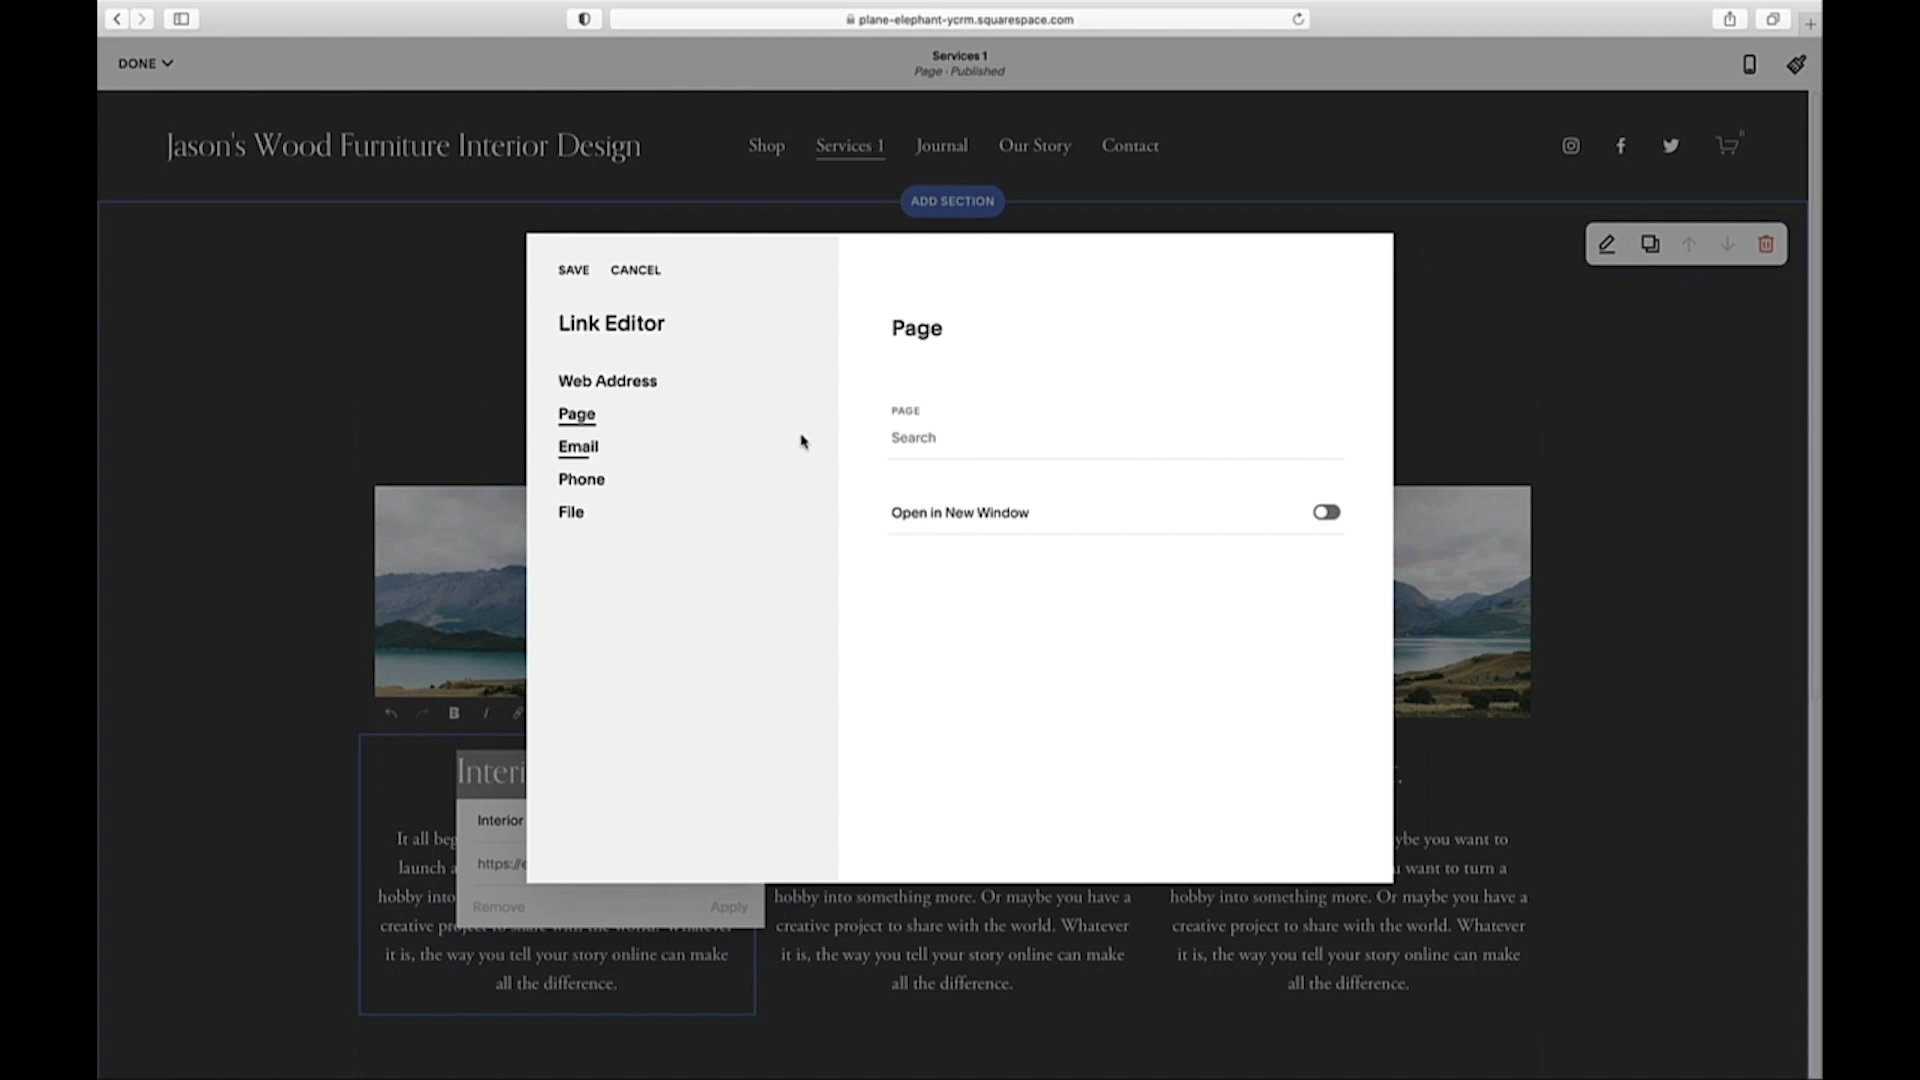 plane-elephant-ycrm.squarespace.com
DONE
Services 1
Page · Published
Jason's Wood Furniture Interior Design
Shop
Services 1
Journal
Our Story
Contact
0
ADD SECTION
SAVE
CANCEL
Link Editor
Web Address
Page
Email
Phone
File
Page
PAGE
Search
Open in New Window
B I
Interior
https://e
Remove
Apply
It all
launch
hobby into
creative
it is, the way you tell your story online can make
all the difference.
hobby into something more. Or maybe you have a
creative project to share with the world. Whatever
it is, the way you tell your story online can make
all the difference.
you want to
want to turn a
hobby into something more. Or maybe you have a
creative project to share with the world. Whatever
it is, the way you tell your story online can make
all the difference.